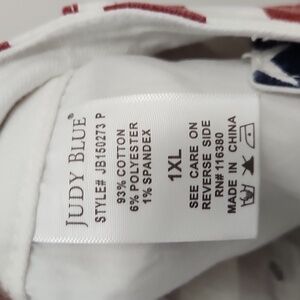 JUDY BLUE®
STYLE# JB150273 P
93% COTTON
6% POLYESTER
1% SPANDEX
1XL
SEE CARE ON
REVERSE SIDE
RN# 116380
MADE IN CHINA